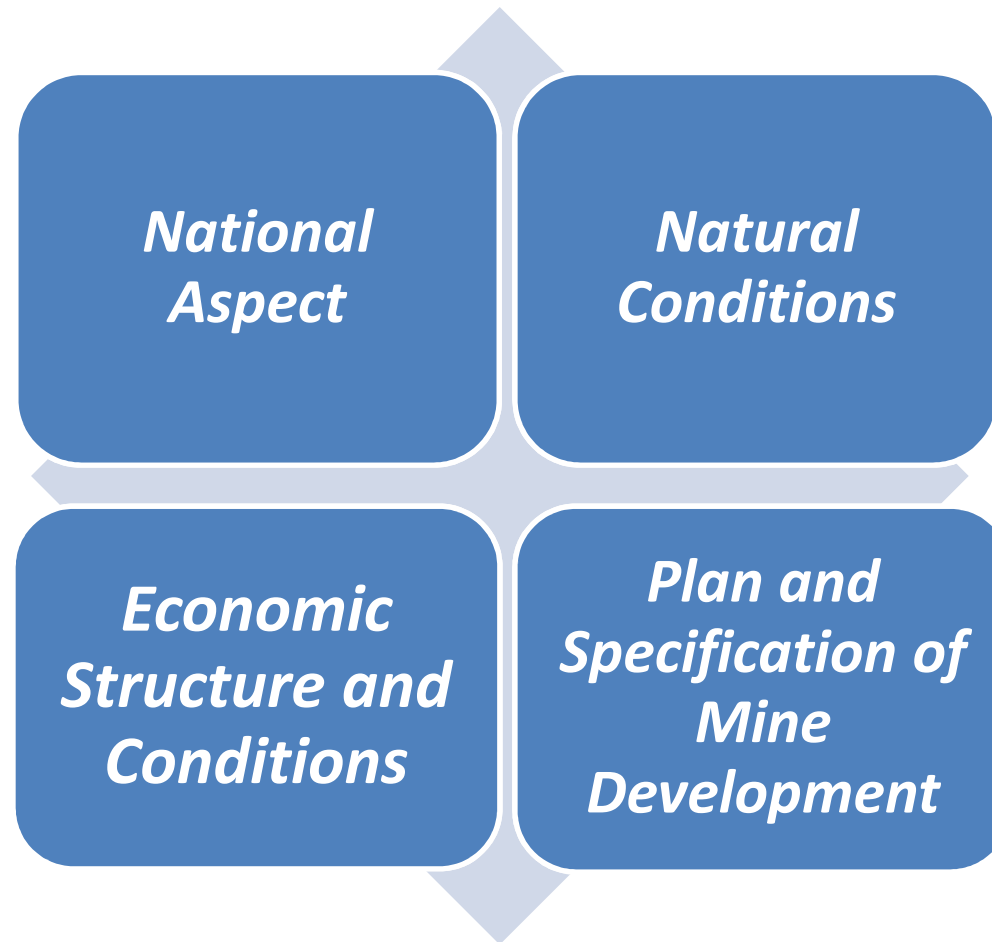 National
Aspect
Natural
Conditions
Economic
Structure and
Conditions
Plan and
Specification of
Mine
Development